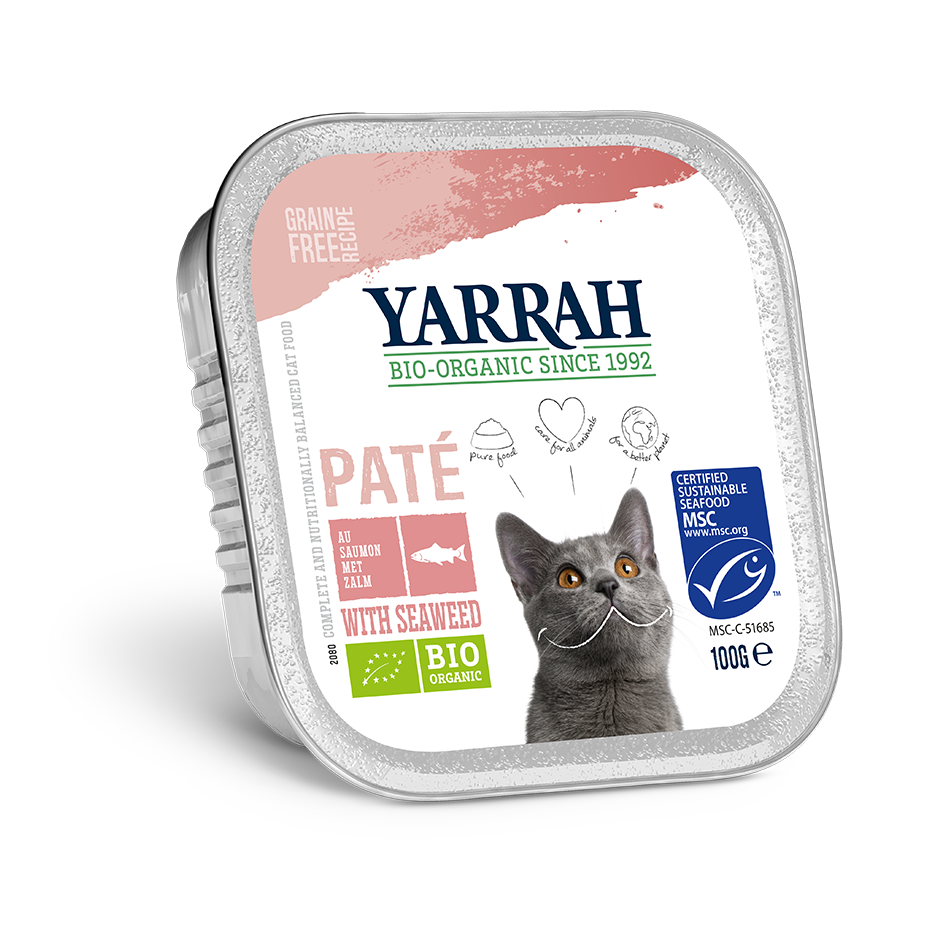 GRAIN
FREE
RECIPE
YARRAH
BIO-ORGANIC SINCE 1992
pure food
care for all animals
for a better planet
COMPLETE AND NUTRITIONALLY BALANCED CAT FOOD
PATÉ
AU
SAUMON
MET
ZALM
WITH SEAWEED
BIO
ORGANIC
2080
CERTIFIED
SUSTAINABLE
SEAFOOD
MSC
www.msc.org
TM
MSC-C-51685
100G e